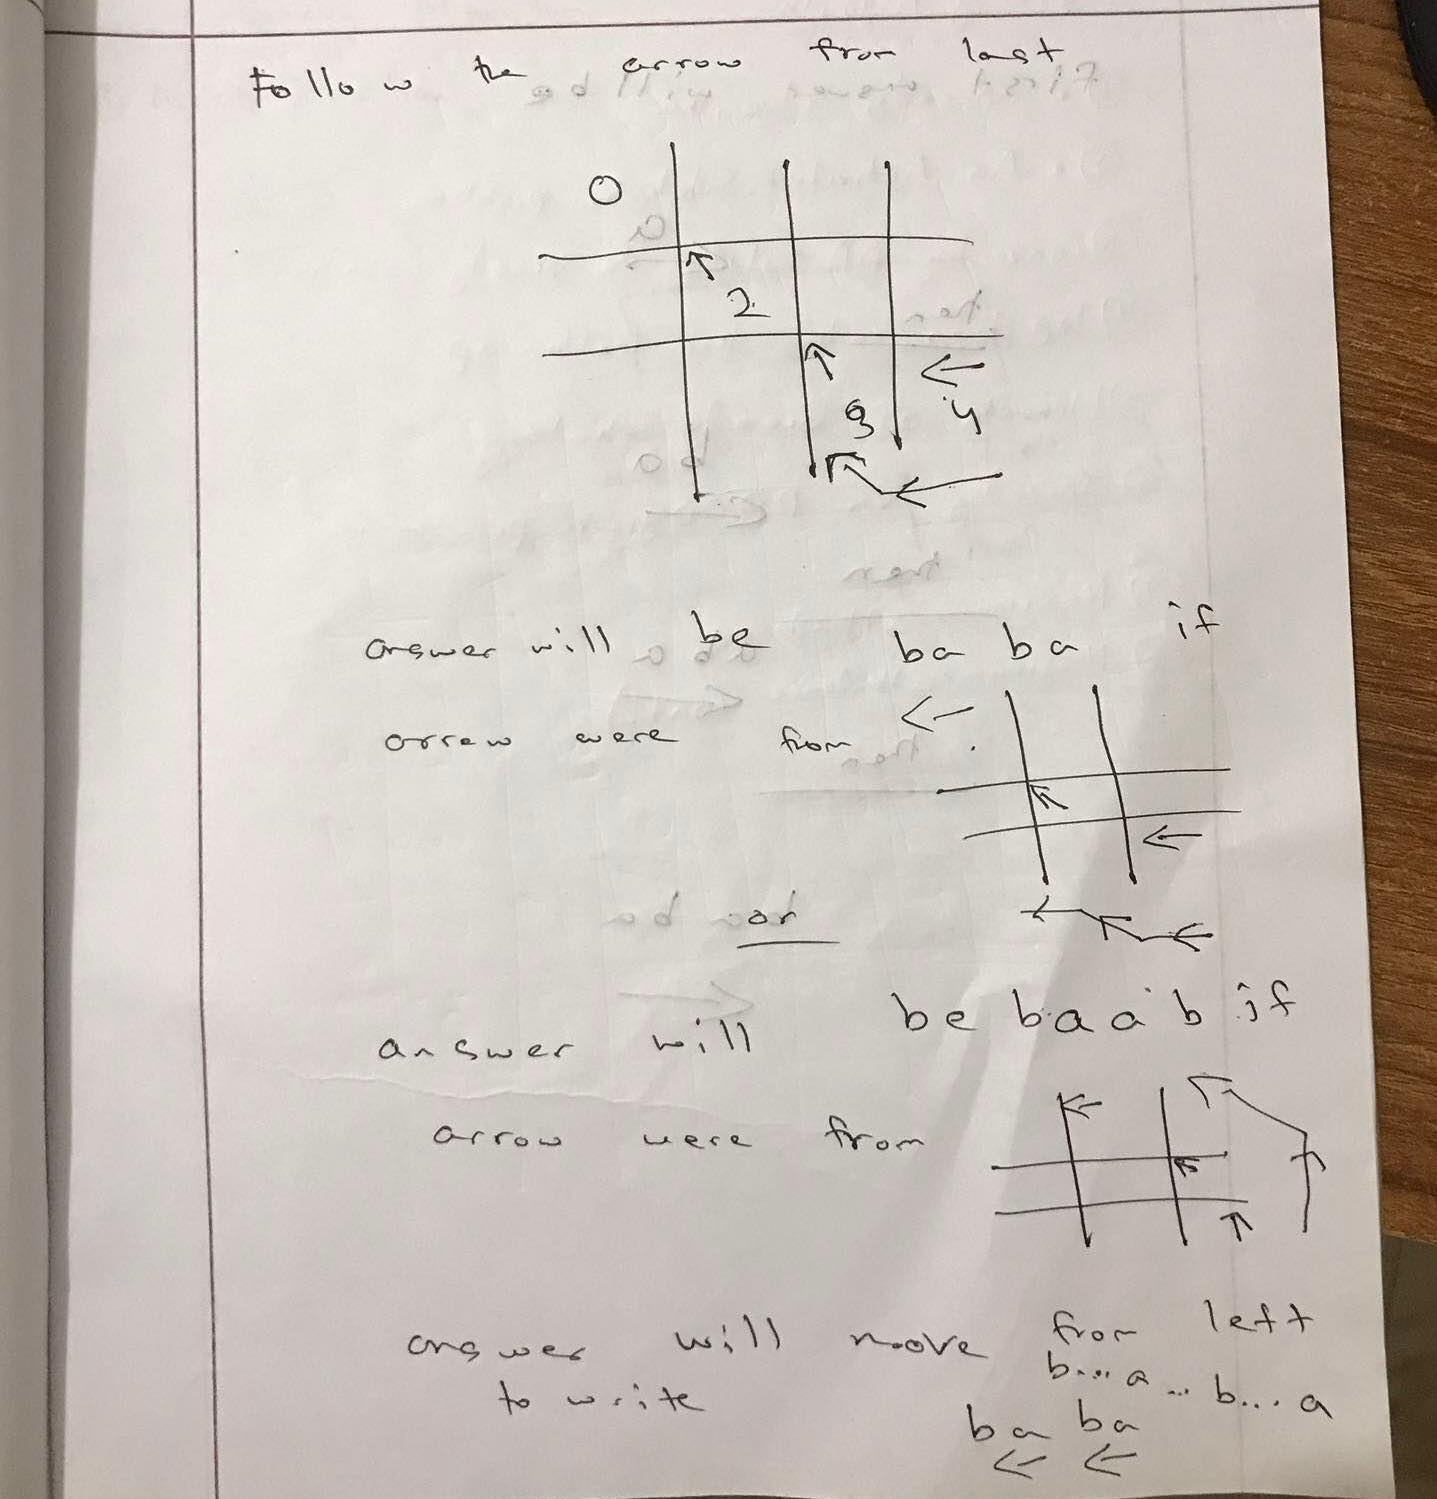 Follow the arrow from last
0
2
3 4
answer will be ba ba if
arrow were from
or
answer will be baab if
arrow were from
answer will move from left
to write b... a ... b... a
ba ba